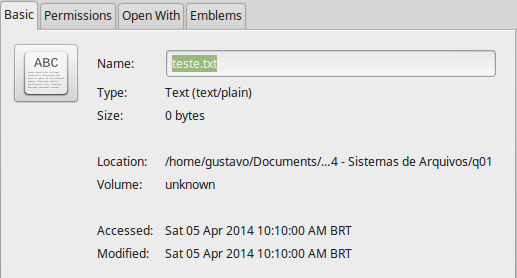 Basic Permissions Open With Emblems
ABC
Name: teste.txt
Type: Text (text/plain)
Size: 0 bytes
Location: /home/gustavo/Documents/...4 - Sistemas de Arquivos/q01
Volume: unknown
Accessed: Sat 05 Apr 2014 10:10:00 AM BRT
Modified: Sat 05 Apr 2014 10:10:00 AM BRT